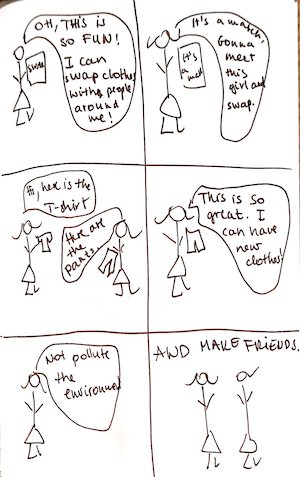 OH, THIS IS
SO FUN!
I can
swap clothes
with people
around
me!
It's a match,
Gonna
meet
this
girl and
swap.
It's
a
Hi, here is the
T-shirt
Here are
the
pants.
This is so
great. I
can have
new
clothes!
Not pollute
the
environment
AND MAKE FRIENDS.